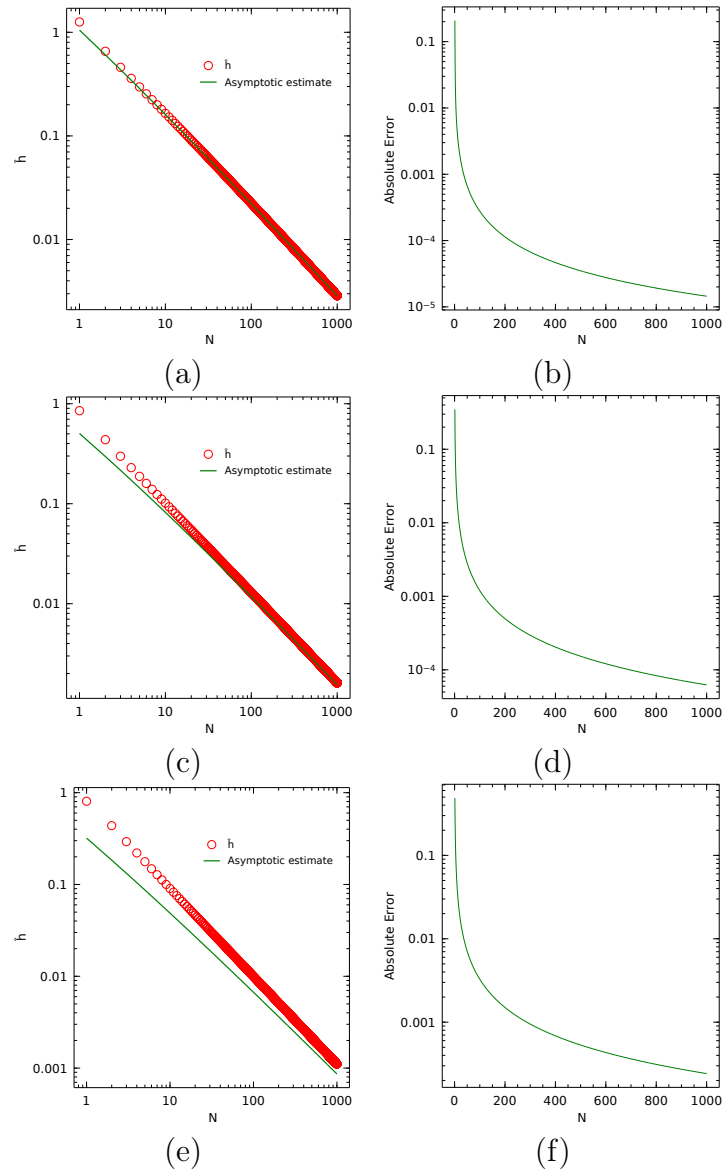 1
0.1
0.01
ĥ
ĥ
Asymptotic estimate
1 10 100 1000
N
(a)
0.1
0.01
0.001
10⁻⁴
10⁻⁵
Absolute Error
0 200 400 600 800 1000
N
(b)
1
0.1
0.01
ĥ
ĥ
Asymptotic estimate
1 10 100 1000
N
(c)
0.1
0.01
0.001
10⁻⁴
Absolute Error
0 200 400 600 800 1000
N
(d)
1
0.1
0.01
0.001
ĥ
ĥ
Asymptotic estimate
1 10 100 1000
N
(e)
0.1
0.01
0.001
Absolute Error
0 200 400 600 800 1000
N
(f)